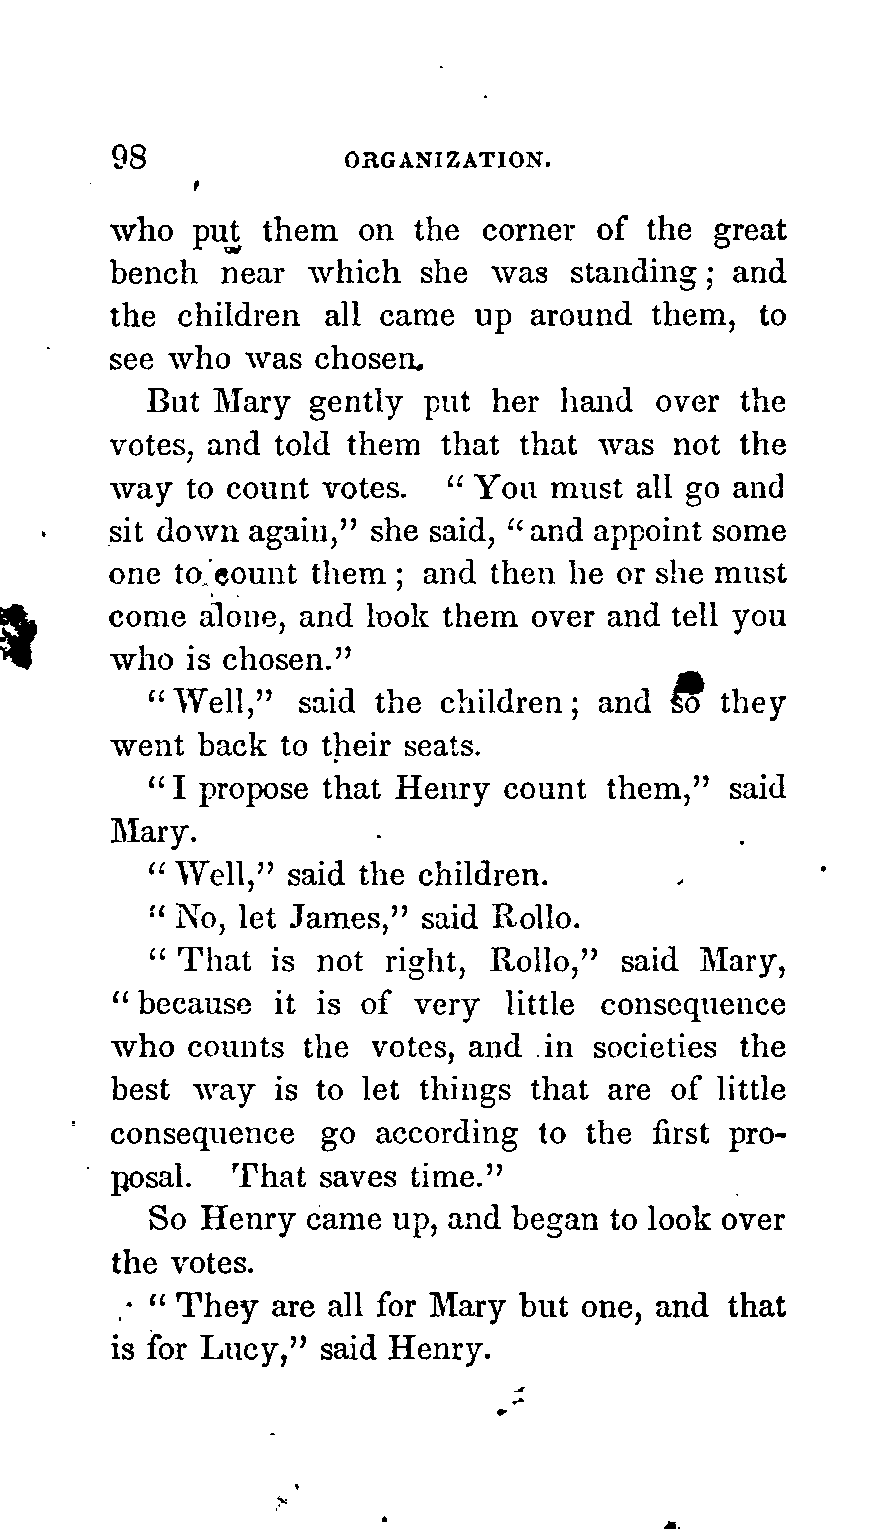 98 ORGANIZATION.
who put them on the corner of the great
bench near which she was standing; and
the children all came up around them, to
see who was chosen.
But Mary gently put her hand over the
votes, and told them that that was not the
way to count votes. "You must all go and
sit down again," she said, "and appoint some
one to count them; and then he or she must
come alone, and look them over and tell you
who is chosen."
"Well," said the children; and so they
went back to their seats.
"I propose that Henry count them," said
Mary.
"Well," said the children.
"No, let James," said Rollo.
"That is not right, Rollo," said Mary,
"because it is of very little consequence
who counts the votes, and in societies the
best way is to let things that are of little
consequence go according to the first pro-
posal. That saves time."
So Henry came up, and began to look over
the votes.
"They are all for Mary but one, and that
is for Lucy," said Henry.